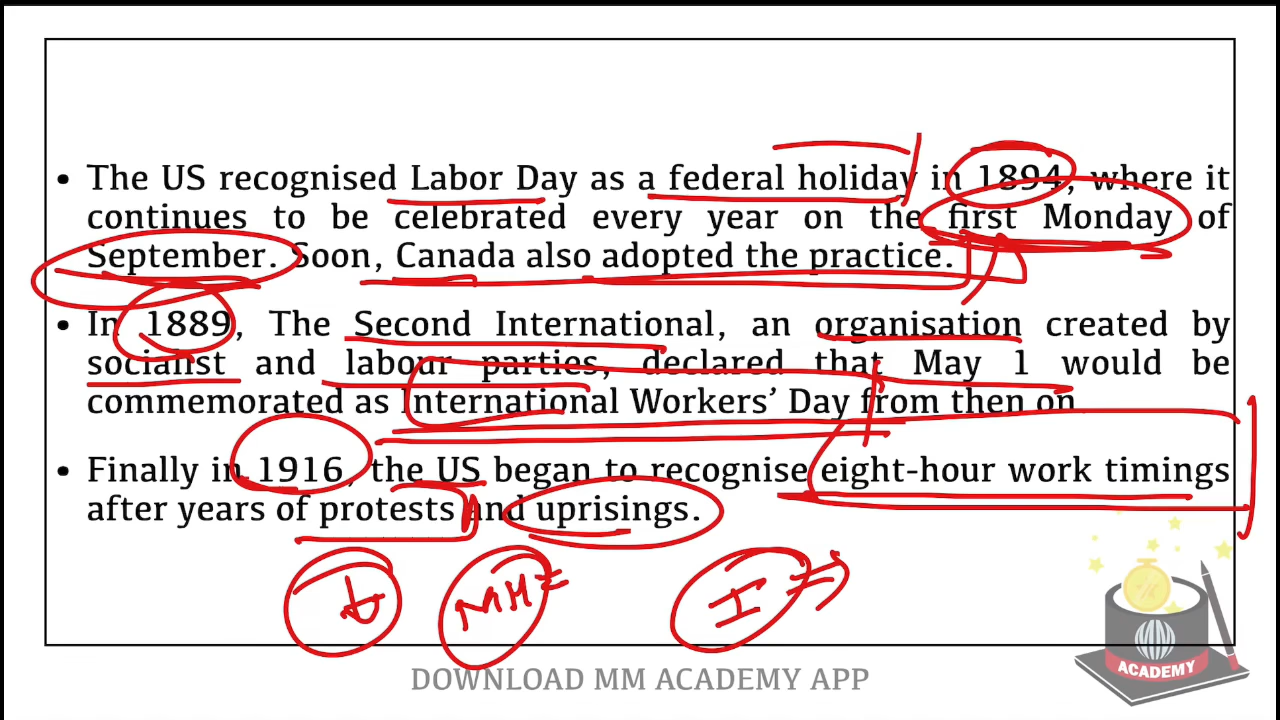 • The US recognised Labor Day as a federal holiday in 1894, where it
continues to be celebrated every year on the first Monday of
September. Soon, Canada also adopted the practice.
• In 1889, The Second International, an organisation created by
socialist and labour parties, declared that May 1 would be
commemorated as International Workers’ Day from then on
• Finally in 1916, the US began to recognise eight-hour work timings
after years of protests and uprisings.
MH
I
MN
ACADEMY
DOWNLOAD MM ACADEMY APP